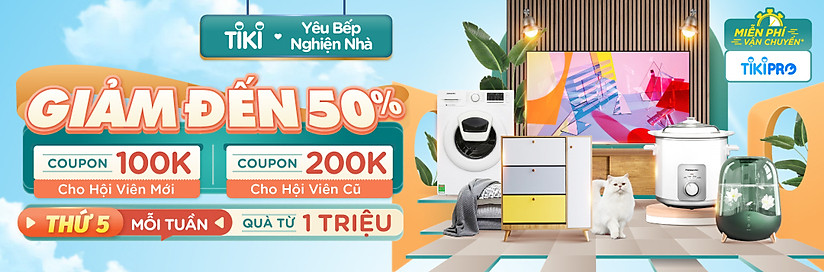 TIKI
Yêu Bếp
Nghiện Nhà
GIẢM ĐẾN 50%
COUPON 100K
Cho Hội Viên Mới
COUPON 200K
Cho Hội Viên Cũ
THỨ 5 MỖI TUẦN
QUÀ TỪ 1 TRIỆU
MIỄN PHÍ
VẬN CHUYỂN
TIKIPRO